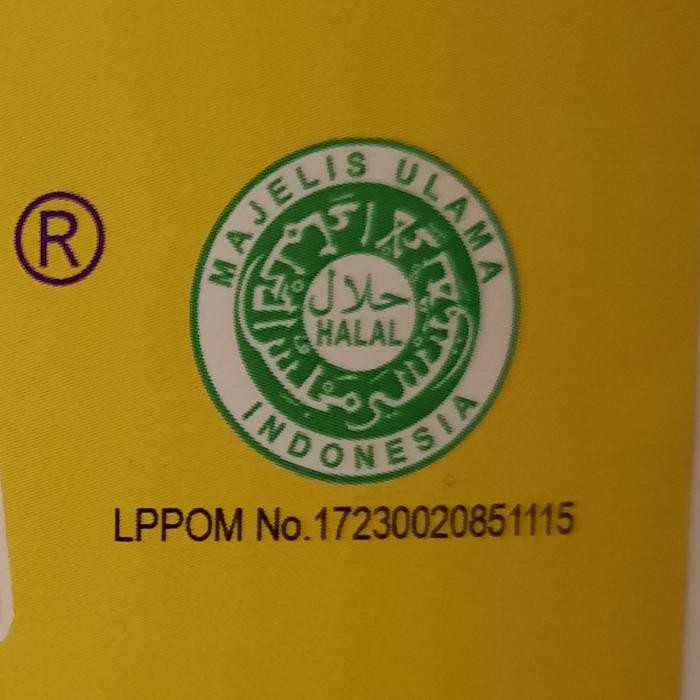 ®
MAJELIS ULAMA
حلال
HALAL
INDONESIA
LPPOM No.17230020851115